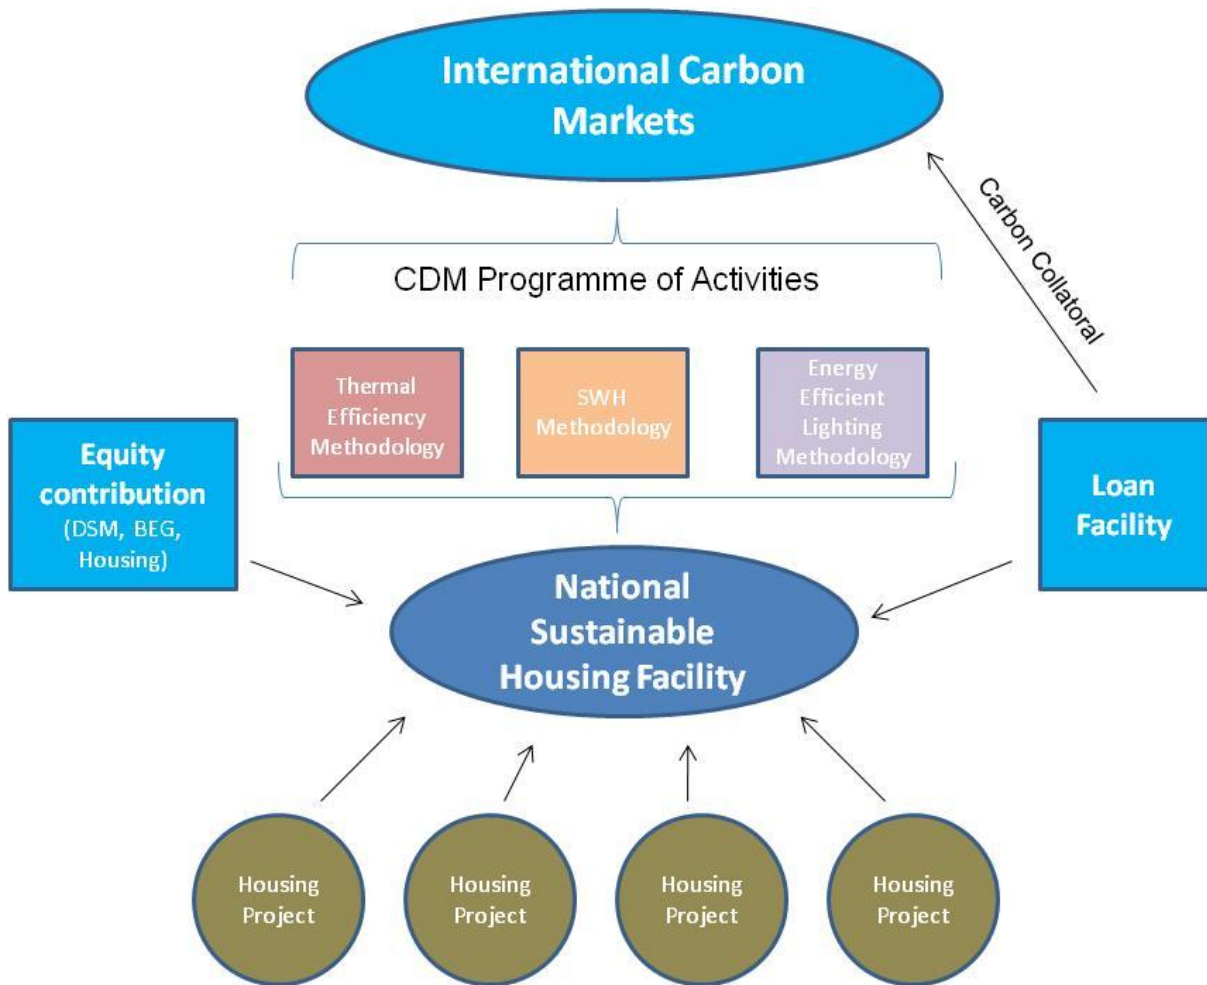 International Carbon
Markets
Carbon Collatoral
CDM Programme of Activities
Thermal
Efficiency
Methodology
SWH
Methodology
Energy
Efficient
Lighting
Methodology
Equity
contribution
(DSM, BEG,
Housing)
Loan
Facility
National
Sustainable
Housing Facility
Housing
Project
Housing
Project
Housing
Project
Housing
Project